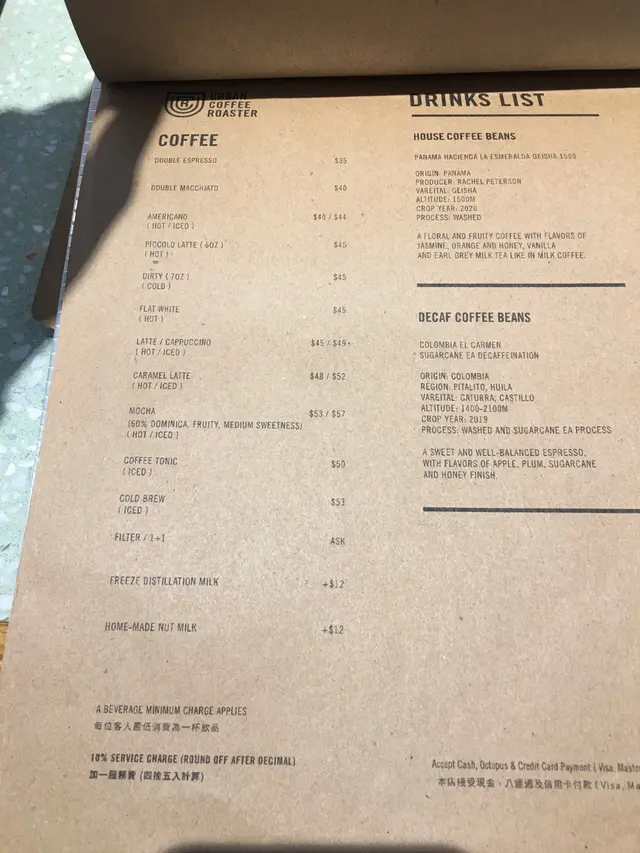 URBAN
COFFEE
ROASTER
COFFEE
DOUBLE ESPRESSO $35
DOUBLE MACCHIATO $40
AMERICANO $40 / $44
( HOT / ICED )
PICCOLO LATTE ( 6OZ ) $45
( HOT )
DIRTY ( 7OZ ) $45
( COLD )
FLAT WHITE $45
( HOT )
LATTE / CAPPUCCINO $45 / $49
( HOT / ICED )
CARAMEL LATTE $48 / $52
( HOT / ICED )
MOCHA $53 / $57
(60% DOMINICA, FRUITY, MEDIUM SWEETNESS)
( HOT / ICED )
COFFEE TONIC $50
( ICED )
COLD BREW $53
( ICED )
FILTER / 1+1 ASK
FREEZE DISTILLATION MILK +$12
HOME-MADE NUT MILK +$12
A BEVERAGE MINIMUM CHARGE APPLIES
每位客人最低消費為一杯飲品
10% SERVICE CHARGE (ROUND OFF AFTER DECIMAL)
加一服務費 (四捨五入計算)
DRINKS LIST
HOUSE COFFEE BEANS
PANAMA HACIENDA LA ESMERALDA GEISHA 1500
ORIGIN: PANAMA
PRODUCER: RACHEL PETERSON
VAREITAL: GEISHA
ALTITUDE: 1500M
CROP YEAR: 2020
PROCESS: WASHED
A FLORAL AND FRUITY COFFEE WITH FLAVORS OF
JASMINE, ORANGE AND HONEY, VANILLA
AND EARL GREY MILK TEA LIKE IN MILK COFFEE.
DECAF COFFEE BEANS
COLOMBIA EL CARMEN
SUGARCANE EA DECAFFEINATION
ORIGIN: COLOMBIA
REGION: PITALITO, HUILA
VAREITAL: CATURRA, CASTILLO
ALTITUDE: 1400-2100M
CROP YEAR: 2019
PROCESS: WASHED AND SUGARCANE EA PROCESS
A SWEET AND WELL-BALANCED ESPRESSO,
WITH FLAVORS OF APPLE, PLUM, SUGARCANE
AND HONEY FINISH.
Accept Cash, Octupus & Credit Card Payment ( Visa, Maste
本店接受現金、八達通及信用卡付款 ( Visa, Ma